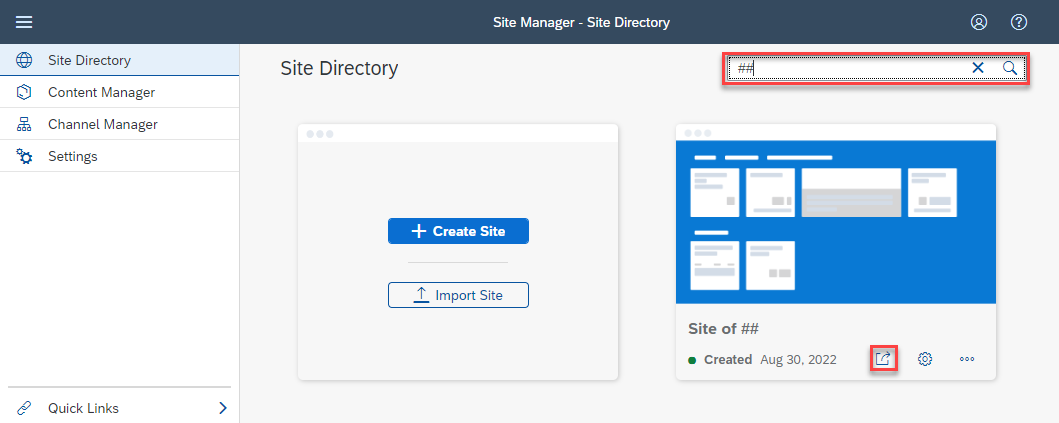 Site Manager - Site Directory
Site Directory
Content Manager
Channel Manager
Settings
Quick Links
Site Directory
##
Create Site
Import Site
Site of ##
Created Aug 30, 2022